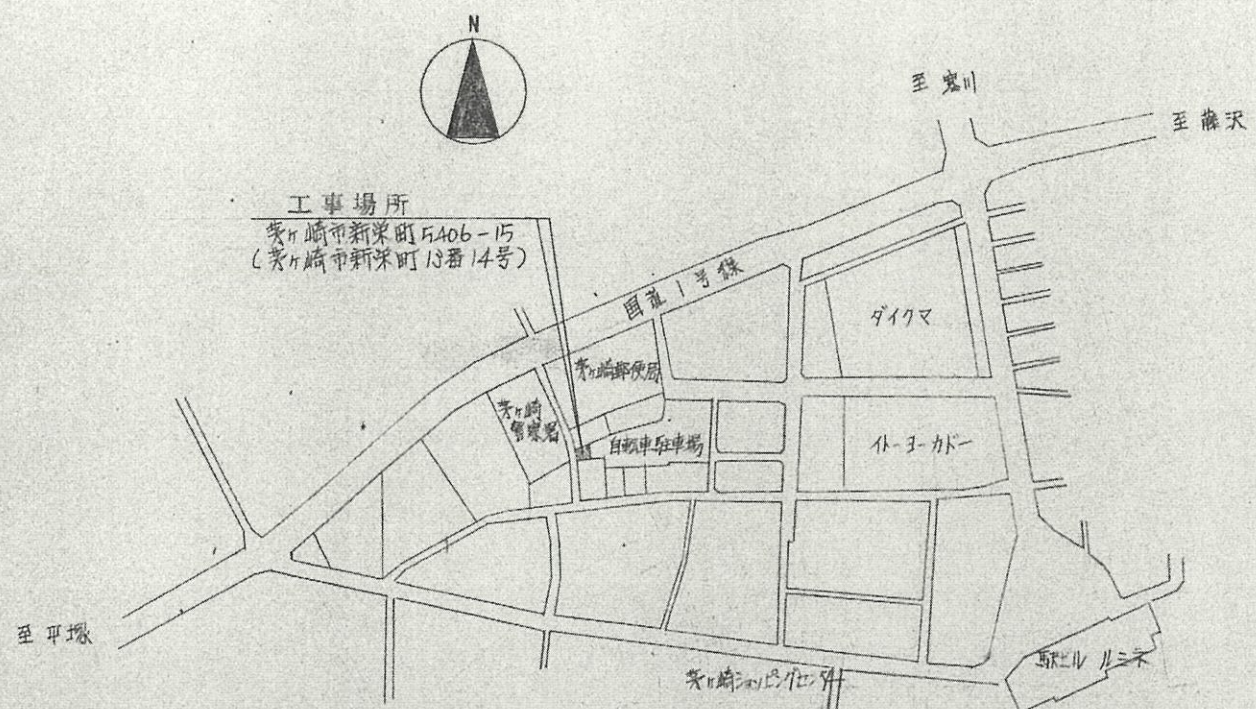 N
至 寒川
至 藤沢
工事場所
茅ヶ崎市新栄町5406-15
(茅ヶ崎市新栄町13番14号)
国道1号線
ダイクマ
茅ヶ崎郵便局
茅ヶ崎
警察署
自転車駐車場
イトーヨーカドー
至 平塚
駅ビル ルミネ
茅ヶ崎ショッピングセンター